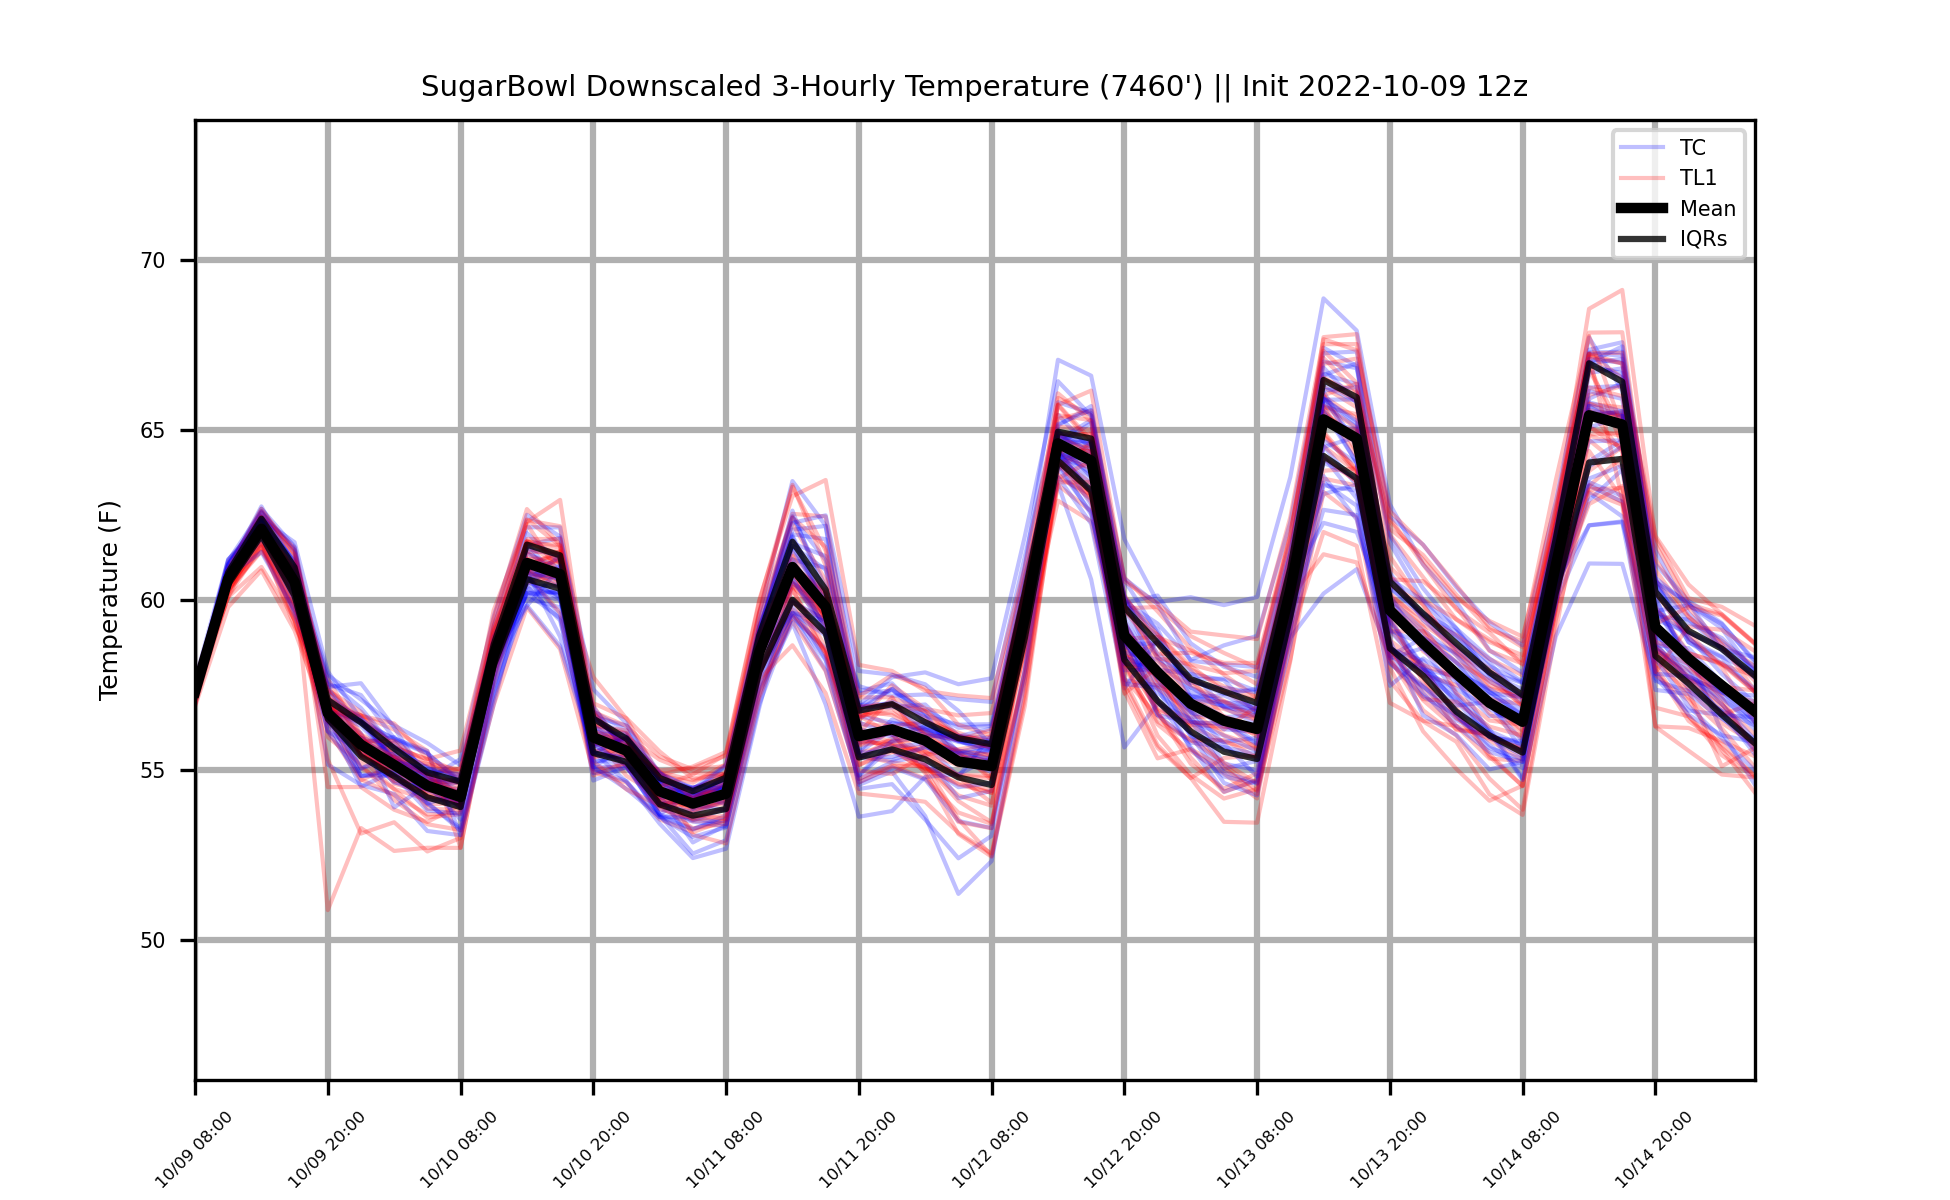 SugarBowl Downscaled 3-Hourly Temperature (7460') || Init 2022-10-09 12z
TC
TL1
Mean
IQRs
Temperature (F)
70
65
60
55
50
10/09 08:00
10/09 20:00
10/10 08:00
10/10 20:00
10/11 08:00
10/11 20:00
10/12 08:00
10/12 20:00
10/13 08:00
10/13 20:00
10/14 08:00
10/14 20:00